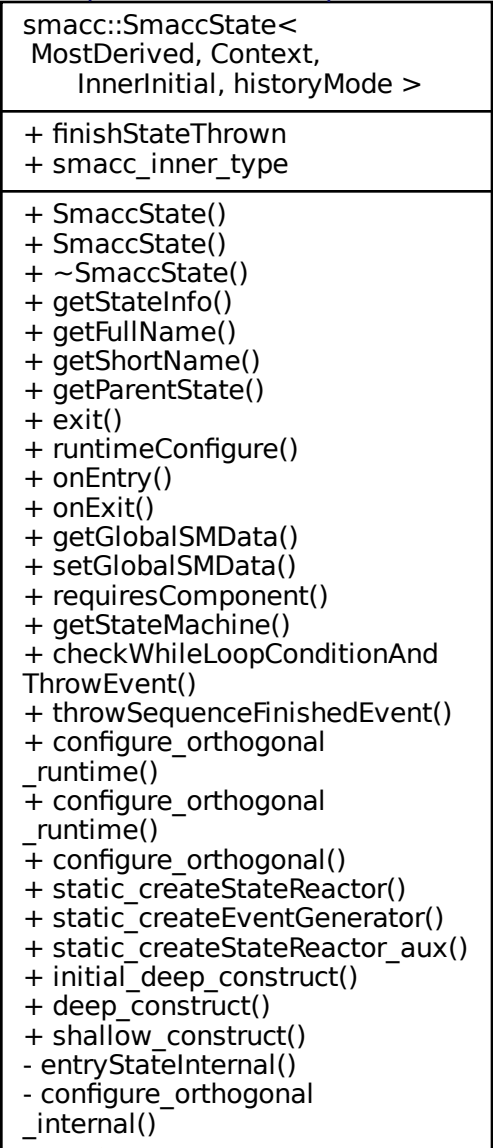 smacc::SmaccState<
MostDerived, Context,
InnerInitial, historyMode >
+ finishStateThrown
+ smacc_inner_type
+ SmaccState()
+ SmaccState()
+ ~SmaccState()
+ getStateInfo()
+ getFullName()
+ getShortName()
+ getParentState()
+ exit()
+ runtimeConfigure()
+ onEntry()
+ onExit()
+ getGlobalSMData()
+ setGlobalSMData()
+ requiresComponent()
+ getStateMachine()
+ checkWhileLoopConditionAnd
ThrowEvent()
+ throwSequenceFinishedEvent()
+ configure_orthogonal
_runtime()
+ configure_orthogonal
_runtime()
+ configure_orthogonal()
+ static_createStateReactor()
+ static_createEventGenerator()
+ static_createStateReactor_aux()
+ initial_deep_construct()
+ deep_construct()
+ shallow_construct()
- entryStateInternal()
- configure_orthogonal
_internal()